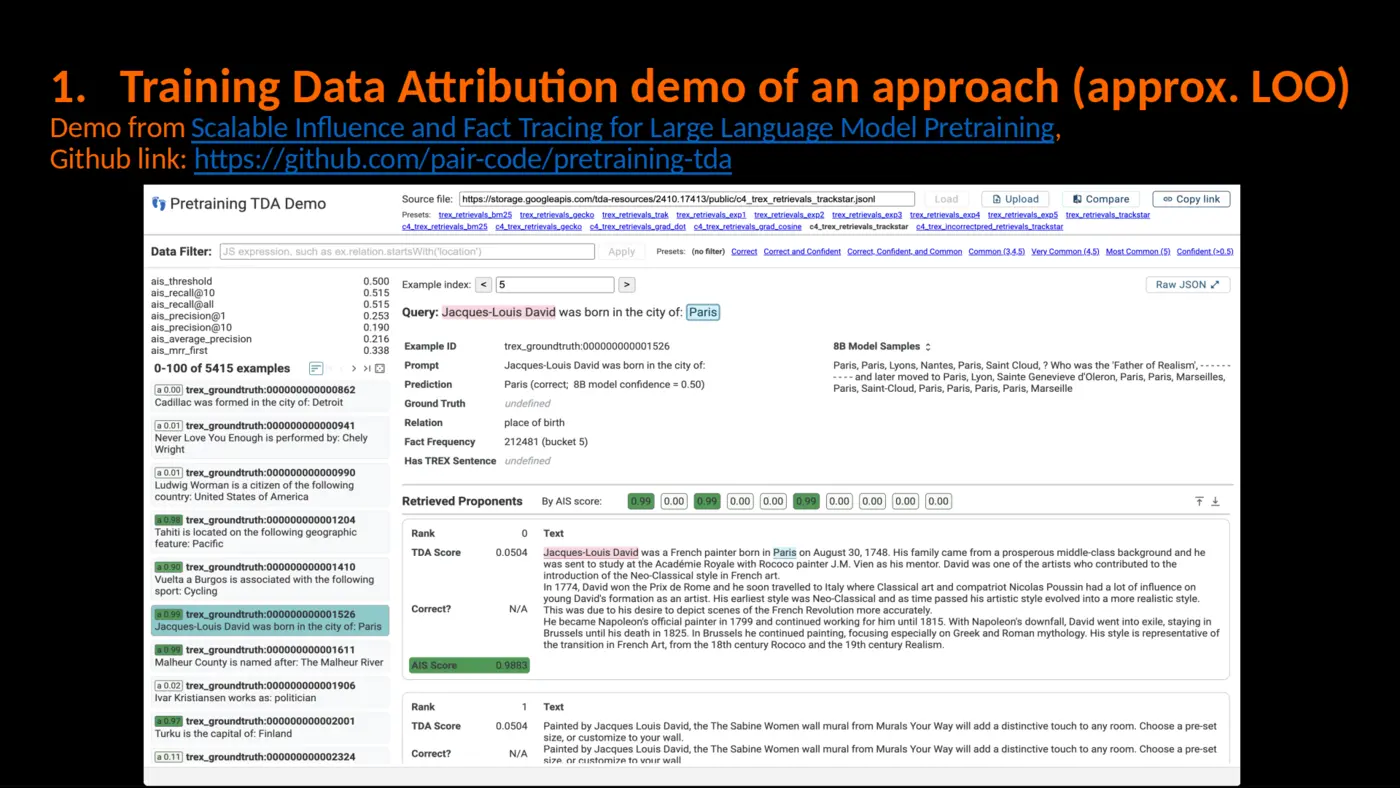 1. Training Data Attribution demo of an approach (approx. LOO)
Demo from Scalable Influence and Fact Tracing for Large Language Model Pretraining,
Github link: https://github.com/pair-code/pretraining-tda
Pretraining TDA Demo
Source file: https://storage.googleapis.com/tda-resources/2410.17413/public/c4_trex_retrievals_trackstar.jsonl Load Upload Compare Copy link
Presets: trex_retrievals_bm25 trex_retrievals_gecko trex_retrievals_trak trex_retrievals_exp1 trex_retrievals_exp2 trex_retrievals_exp3 trex_retrievals_exp4 trex_retrievals_exp5 trex_retrievals_trackstar
c4_trex_retrievals_bm25 c4_trex_retrievals_gecko c4_trex_retrievals_grad_dot c4_trex_retrievals_grad_cosine c4_trex_retrievals_trackstar c4_trex_incorrectpred_retrievals_trackstar
Data Filter: JS expression, such as ex.relation.startsWith('location') Apply Presets: (no filter) Correct Correct and Confident Correct, Confident, and Common Common (3,4,5) Very Common (4,5) Most Common (5) Confident (>0.5)
ais_threshold 0.500
ais_recall@10 0.515
ais_recall@all 0.515
ais_precision@1 0.253
ais_precision@10 0.190
ais_average_precision 0.216
ais_mrr_first 0.338
0-100 of 5415 examples
a 0.00 trex_groundtruth:000000000000862
Cadillac was formed in the city of: Detroit
a 0.01 trex_groundtruth:000000000000941
Never Love You Enough is performed by: Chely
Wright
a 0.01 trex_groundtruth:000000000000990
Ludwig Worman is a citizen of the following
country: United States of America
a 0.98 trex_groundtruth:000000000001204
Tahiti is located on the following geographic
feature: Pacific
a 0.90 trex_groundtruth:000000000001410
Vuelta a Burgos is associated with the following
sport: Cycling
a 0.99 trex_groundtruth:000000000001526
Jacques-Louis David was born in the city of: Paris
a 0.99 trex_groundtruth:000000000001611
Malheur County is named after: The Malheur River
a 0.02 trex_groundtruth:000000000001906
Ivar Kristiansen works as: politician
a 0.97 trex_groundtruth:000000000002001
Turku is the capital of: Finland
a 0.11 trex_groundtruth:000000000002324
Example index: < 5 > Raw JSON
Query: Jacques-Louis David was born in the city of: Paris
Example ID trex_groundtruth:000000000001526
Prompt Jacques-Louis David was born in the city of:
Prediction Paris (correct; 8B model confidence = 0.50)
Ground Truth undefined
Relation place of birth
Fact Frequency 212481 (bucket 5)
Has TREX Sentence undefined
8B Model Samples
Paris, Paris, Lyons, Nantes, Paris, Saint Cloud, ? Who was the 'Father of Realism', - - - - - -
- - - - and later moved to Paris, Lyon, Sainte Genevieve d'Oleron, Paris, Paris, Marseilles,
Paris, Saint-Cloud, Paris, Paris, Paris, Paris, Marseille
Retrieved Proponents By AIS score: 0.99 0.00 0.99 0.00 0.00 0.99 0.00 0.00 0.00 0.00
Rank 0 Text
TDA Score 0.0504 Jacques-Louis David was a French painter born in Paris on August 30, 1748. His family came from a prosperous middle-class background and he
was sent to study at the Académie Royale with Rococo painter J.M. Vien as his mentor. David was one of the artists who contributed to the
introduction of the Neo-Classical style in French art.
In 1774, David won the Prix de Rome and he soon travelled to Italy where Classical art and compatriot Nicolas Poussin had a lot of influence on
young David's formation as an artist. His earliest style was Neo-Classical and as time passed his artistic style evolved into a more realistic style.
Correct? N/A This was due to his desire to depict scenes of the French Revolution more accurately.
He became Napoleon's official painter in 1799 and continued working for him until 1815. With Napoleon's downfall, David went into exile, staying in
Brussels until his death in 1825. In Brussels he continued painting, focusing especially on Greek and Roman mythology. His style is representative of
the transition in French Art, from the 18th century Rococo and the 19th century Realism.
AIS Score 0.9883
Rank 1 Text
TDA Score 0.0504 Painted by Jacques Louis David, the The Sabine Women wall mural from Murals Your Way will add a distinctive touch to any room. Choose a pre-set
size, or customize to your wall.
Correct? N/A Painted by Jacques Louis David, the The Sabine Women wall mural from Murals Your Way will add a distinctive touch to any room. Choose a pre-set
size, or customize to your wall